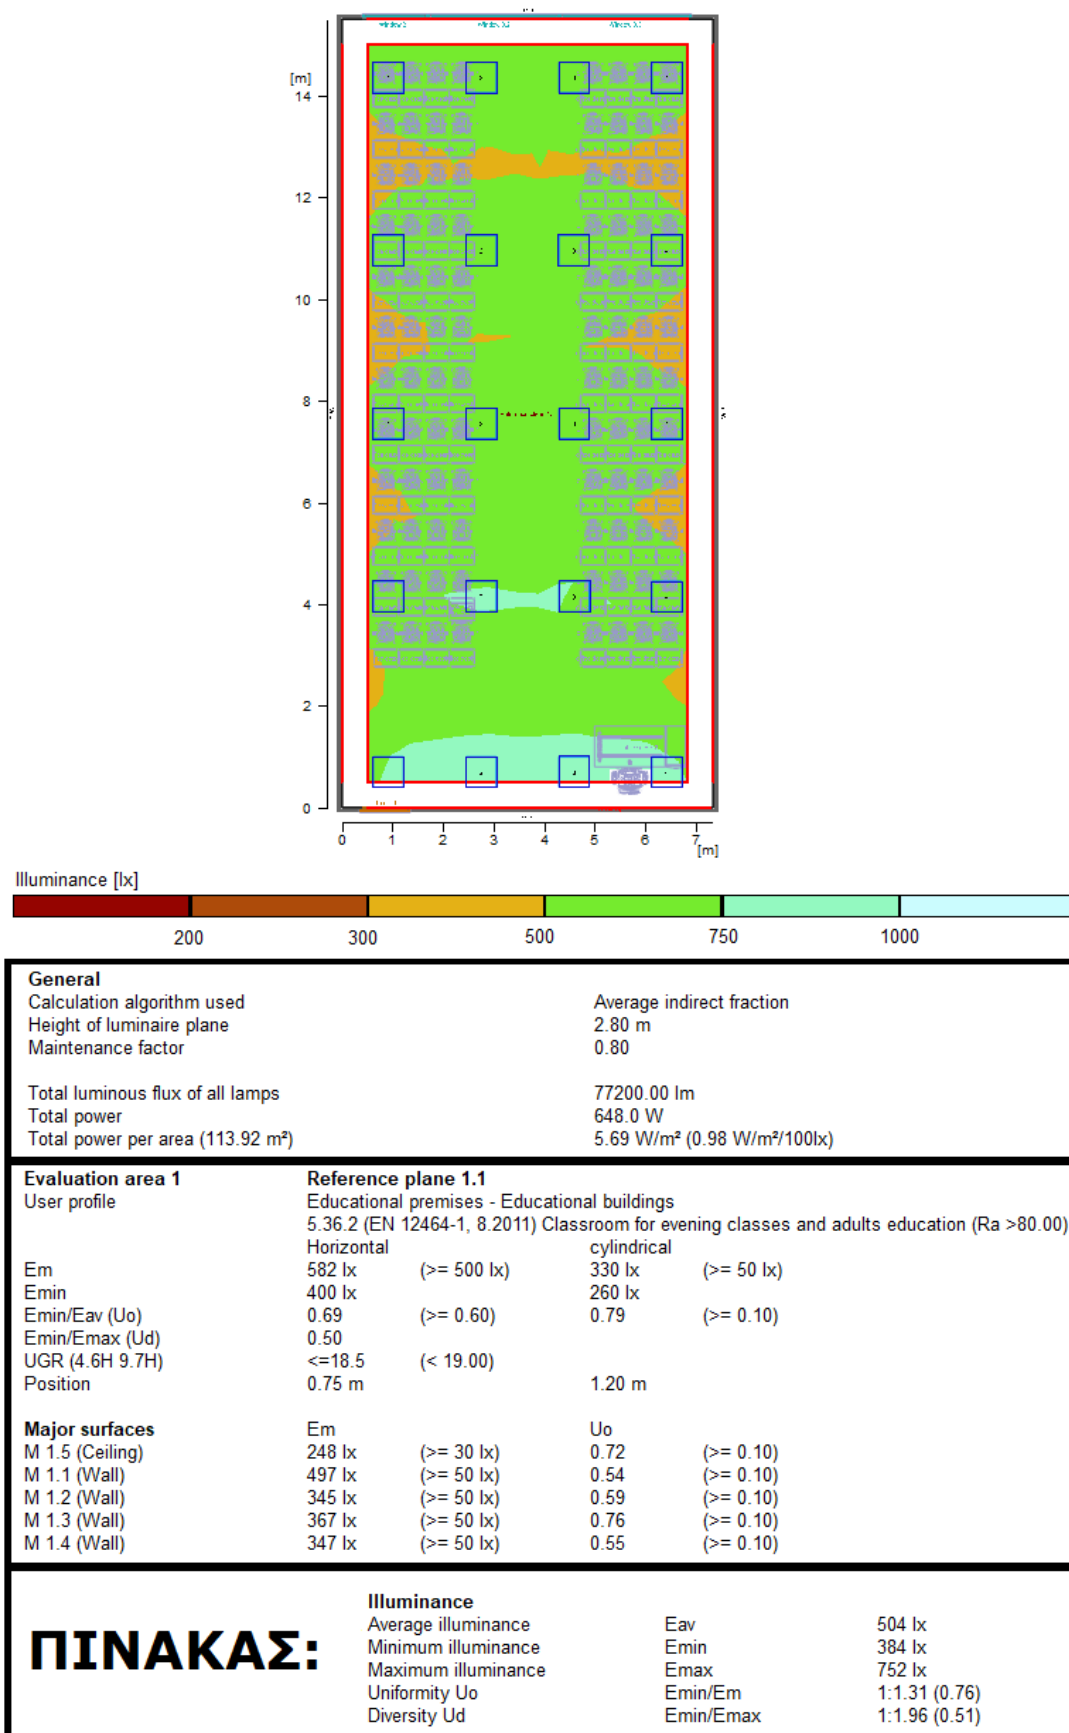 Window 2
Window 3.2
Window 3.3
[m]
14
12
10
8
6
4
2
0
0 1 2 3 4 5 6 7
[m]
Illuminance [lx]
200 300 500 750 1000
General
Calculation algorithm used Average indirect fraction
Height of luminaire plane 2.80 m
Maintenance factor 0.80
Total luminous flux of all lamps 77200.00 lm
Total power 648.0 W
Total power per area (113.92 m²) 5.69 W/m² (0.98 W/m²/100lx)
Evaluation area 1 Reference plane 1.1
User profile Educational premises - Educational buildings
5.36.2 (EN 12464-1, 8.2011) Classroom for evening classes and adults education (Ra >80.00)
Horizontal cylindrical
Em 582 lx (>= 500 lx) 330 lx (>= 50 lx)
Emin 400 lx 260 lx
Emin/Eav (Uo) 0.69 (>= 0.60) 0.79 (>= 0.10)
Emin/Emax (Ud) 0.50
UGR (4.6H 9.7H) <=18.5 (< 19.00)
Position 0.75 m 1.20 m
Major surfaces Em Uo
M 1.5 (Ceiling) 248 lx (>= 30 lx) 0.72 (>= 0.10)
M 1.1 (Wall) 497 lx (>= 50 lx) 0.54 (>= 0.10)
M 1.2 (Wall) 345 lx (>= 50 lx) 0.59 (>= 0.10)
M 1.3 (Wall) 367 lx (>= 50 lx) 0.76 (>= 0.10)
M 1.4 (Wall) 347 lx (>= 50 lx) 0.55 (>= 0.10)
ΠΙΝΑΚΑΣ:
Illuminance
Average illuminance Eav 504 lx
Minimum illuminance Emin 384 lx
Maximum illuminance Emax 752 lx
Uniformity Uo Emin/Em 1:1.31 (0.76)
Diversity Ud Emin/Emax 1:1.96 (0.51)